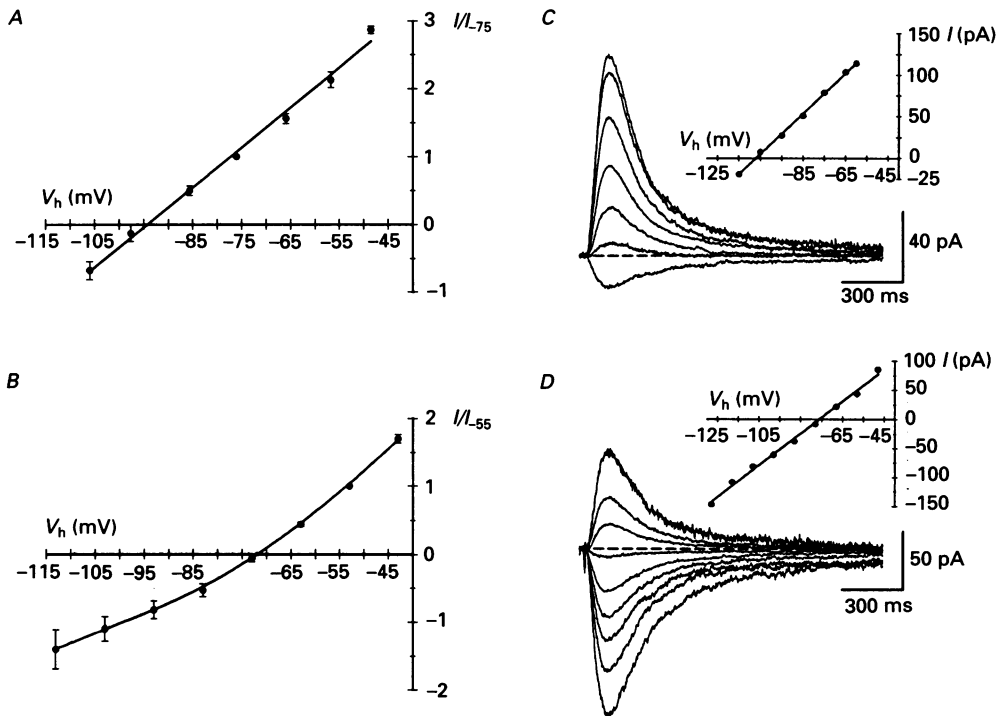 A
3 I/I₋₇₅
2
1
Vh (mV)
0
−115 −105 −85 −75 −65 −55 −45
−1
C
150 I (pA)
100
50
Vh (mV)
0
−125 −85 −65 −45
−25
40 pA
300 ms
B
2 I/I₋₅₅
1
Vh (mV)
0
−115 −105 −95 −85 −65 −55 −45
−1
−2
D
100 I (pA)
50
Vh (mV)
0
−125 −105 −65 −45
−50
−100
−150
50 pA
300 ms